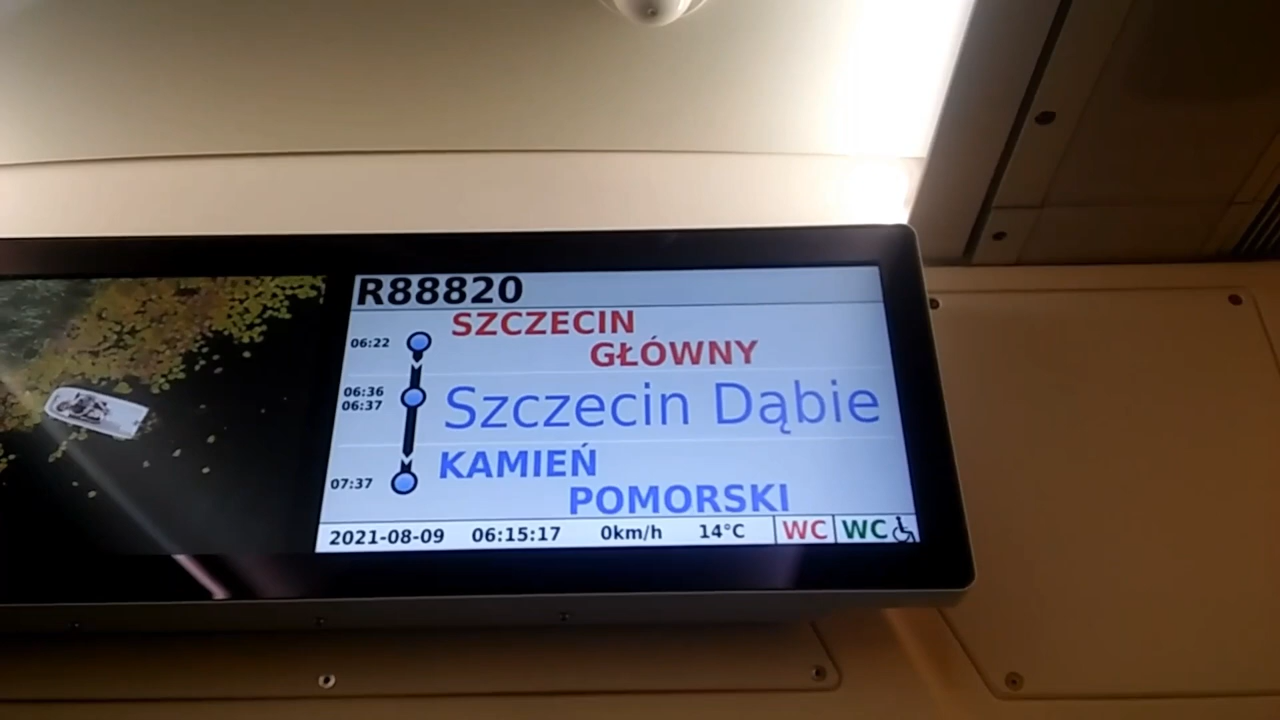 R88820
06:22
SZCZECIN
GŁÓWNY
06:36
06:37
Szczecin Dąbie
07:37
KAMIEŃ
POMORSKI
2021-08-09 06:15:17 0km/h 14°C WC WC